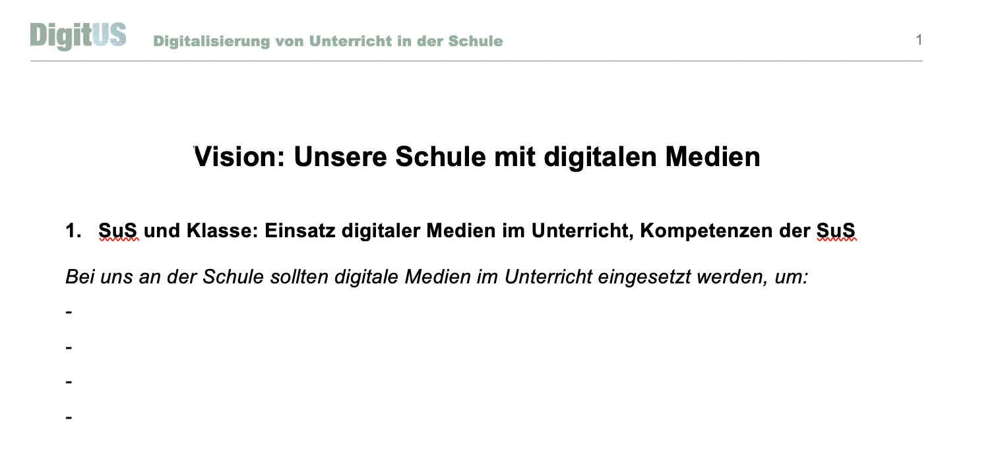 DigitUS Digitalisierung von Unterricht in der Schule 1
Vision: Unsere Schule mit digitalen Medien
1. SuS und Klasse: Einsatz digitaler Medien im Unterricht, Kompetenzen der SuS
Bei uns an der Schule sollten digitale Medien im Unterricht eingesetzt werden, um:
-
-
-
-